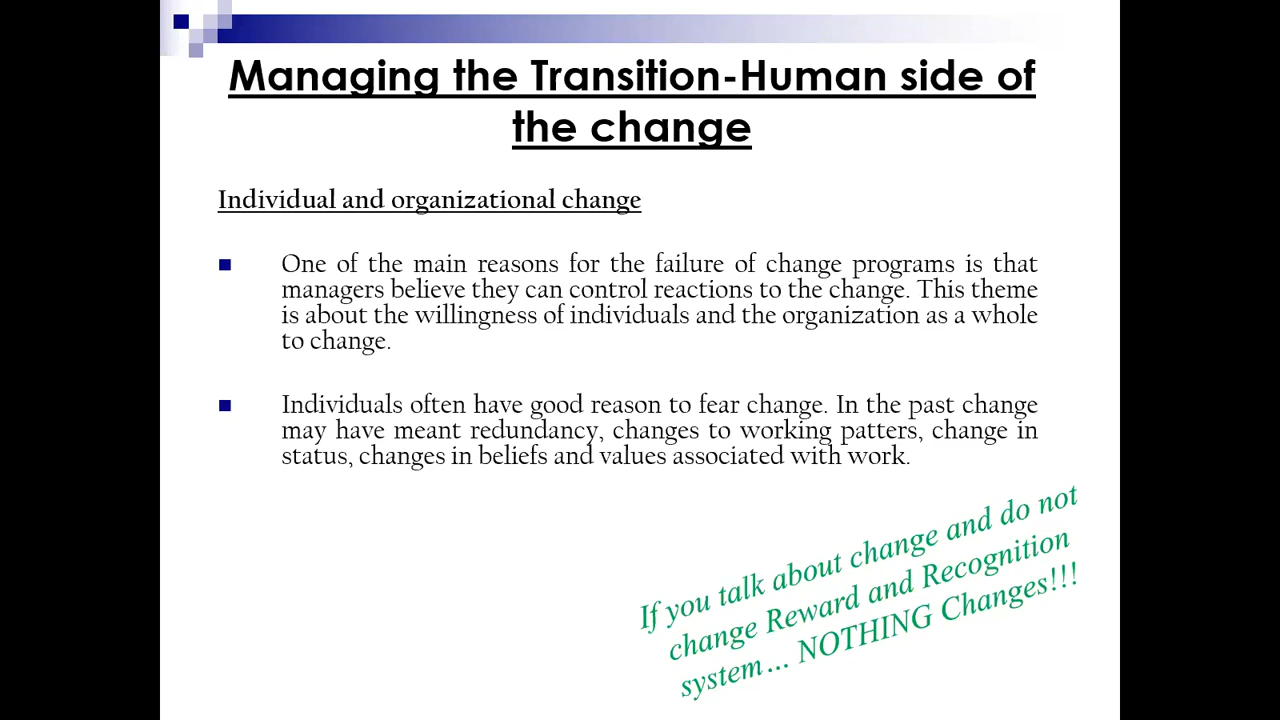 Managing the Transition-Human side of
the change
Individual and organizational change
One of the main reasons for the failure of change programs is that
managers believe they can control reactions to the change. This theme
is about the willingness of individuals and the organization as a whole
to change.
Individuals often have good reason to fear change. In the past change
may have meant redundancy, changes to working patters, change in
status, changes in beliefs and values associated with work.
If you talk about change and do not
change Reward and Recognition
system... NOTHING Changes!!!